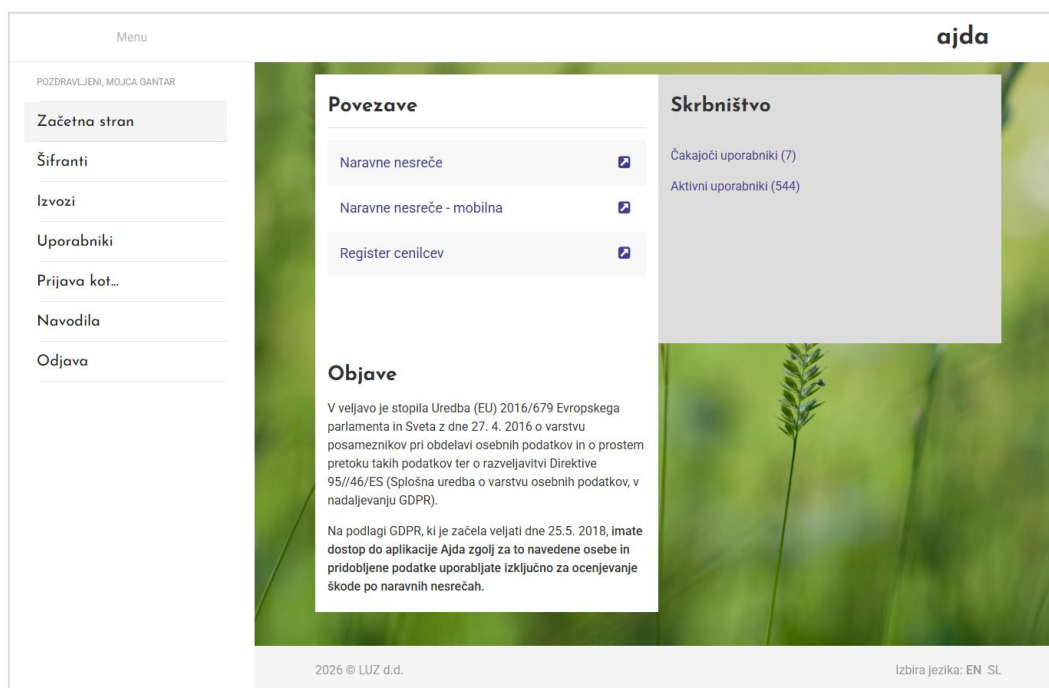 Menu
ajda
POZDRAVLJENI, MOJCA GANTAR
Začetna stran
Šifranti
Izvozi
Uporabniki
Prijava kot...
Navodila
Odjava
Povezave
Naravne nesreče
Naravne nesreče - mobilna
Register cenilcev
Skrbništvo
Čakajoči uporabniki (7)
Aktivni uporabniki (544)
Objave
V veljavo je stopila Uredba (EU) 2016/679 Evropskega
parlamenta in Sveta z dne 27. 4. 2016 o varstvu
posameznikov pri obdelavi osebnih podatkov in o prostem
pretoku takih podatkov ter o razveljavitvi Direktive
95//46/ES (Splošna uredba o varstvu osebnih podatkov, v
nadaljevanju GDPR).
Na podlagi GDPR, ki je začela veljati dne 25.5. 2018, imate
dostop do aplikacije Ajda zgolj za to navedene osebe in
pridobljene podatke uporabljate izključno za ocenjevanje
škode po naravnih nesrečah.
2026 © LUZ d.d.
Izbira jezika: EN SL